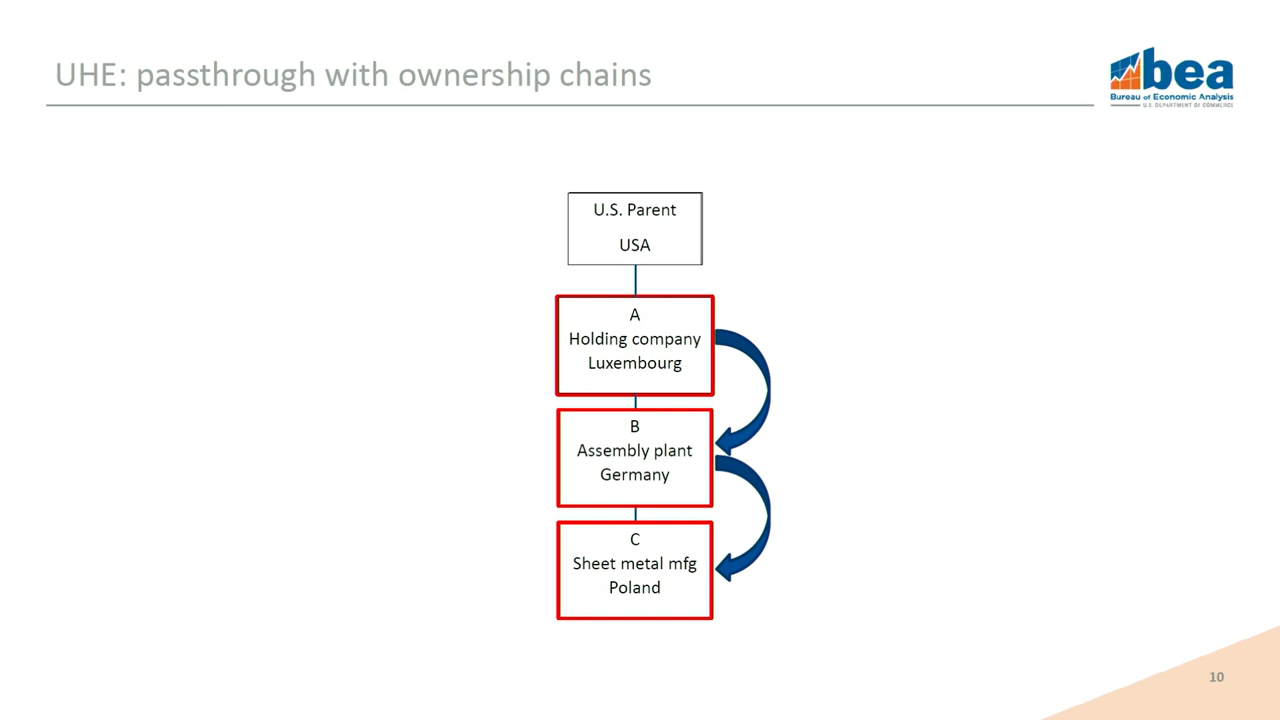 UHE: passthrough with ownership chains
bea
Bureau of Economic Analysis
U.S. DEPARTMENT OF COMMERCE
U.S. Parent
USA
A
Holding company
Luxembourg
B
Assembly plant
Germany
C
Sheet metal mfg
Poland
10